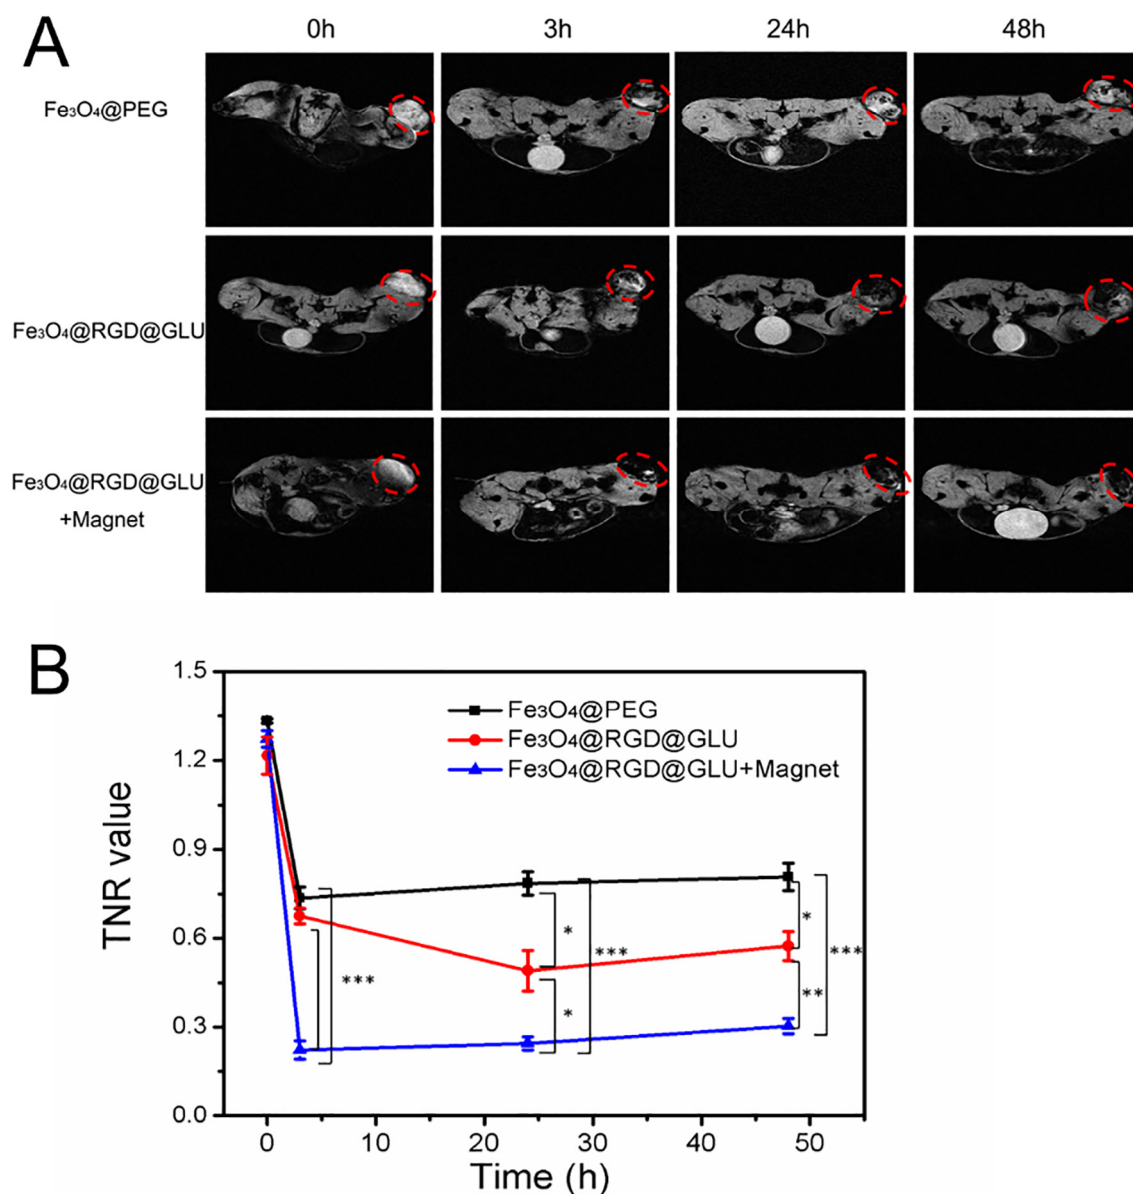 A
0h 3h 24h 48h
Fe₃O₄@PEG
Fe₃O₄@RGD@GLU
Fe₃O₄@RGD@GLU
+Magnet
B
1.5
1.2
0.9
0.6
0.3
0.0
TNR value
Fe₃O₄@PEG
Fe₃O₄@RGD@GLU
Fe₃O₄@RGD@GLU+Magnet
***
*
*
***
*
**
***
0 10 20 30 40 50
Time (h)